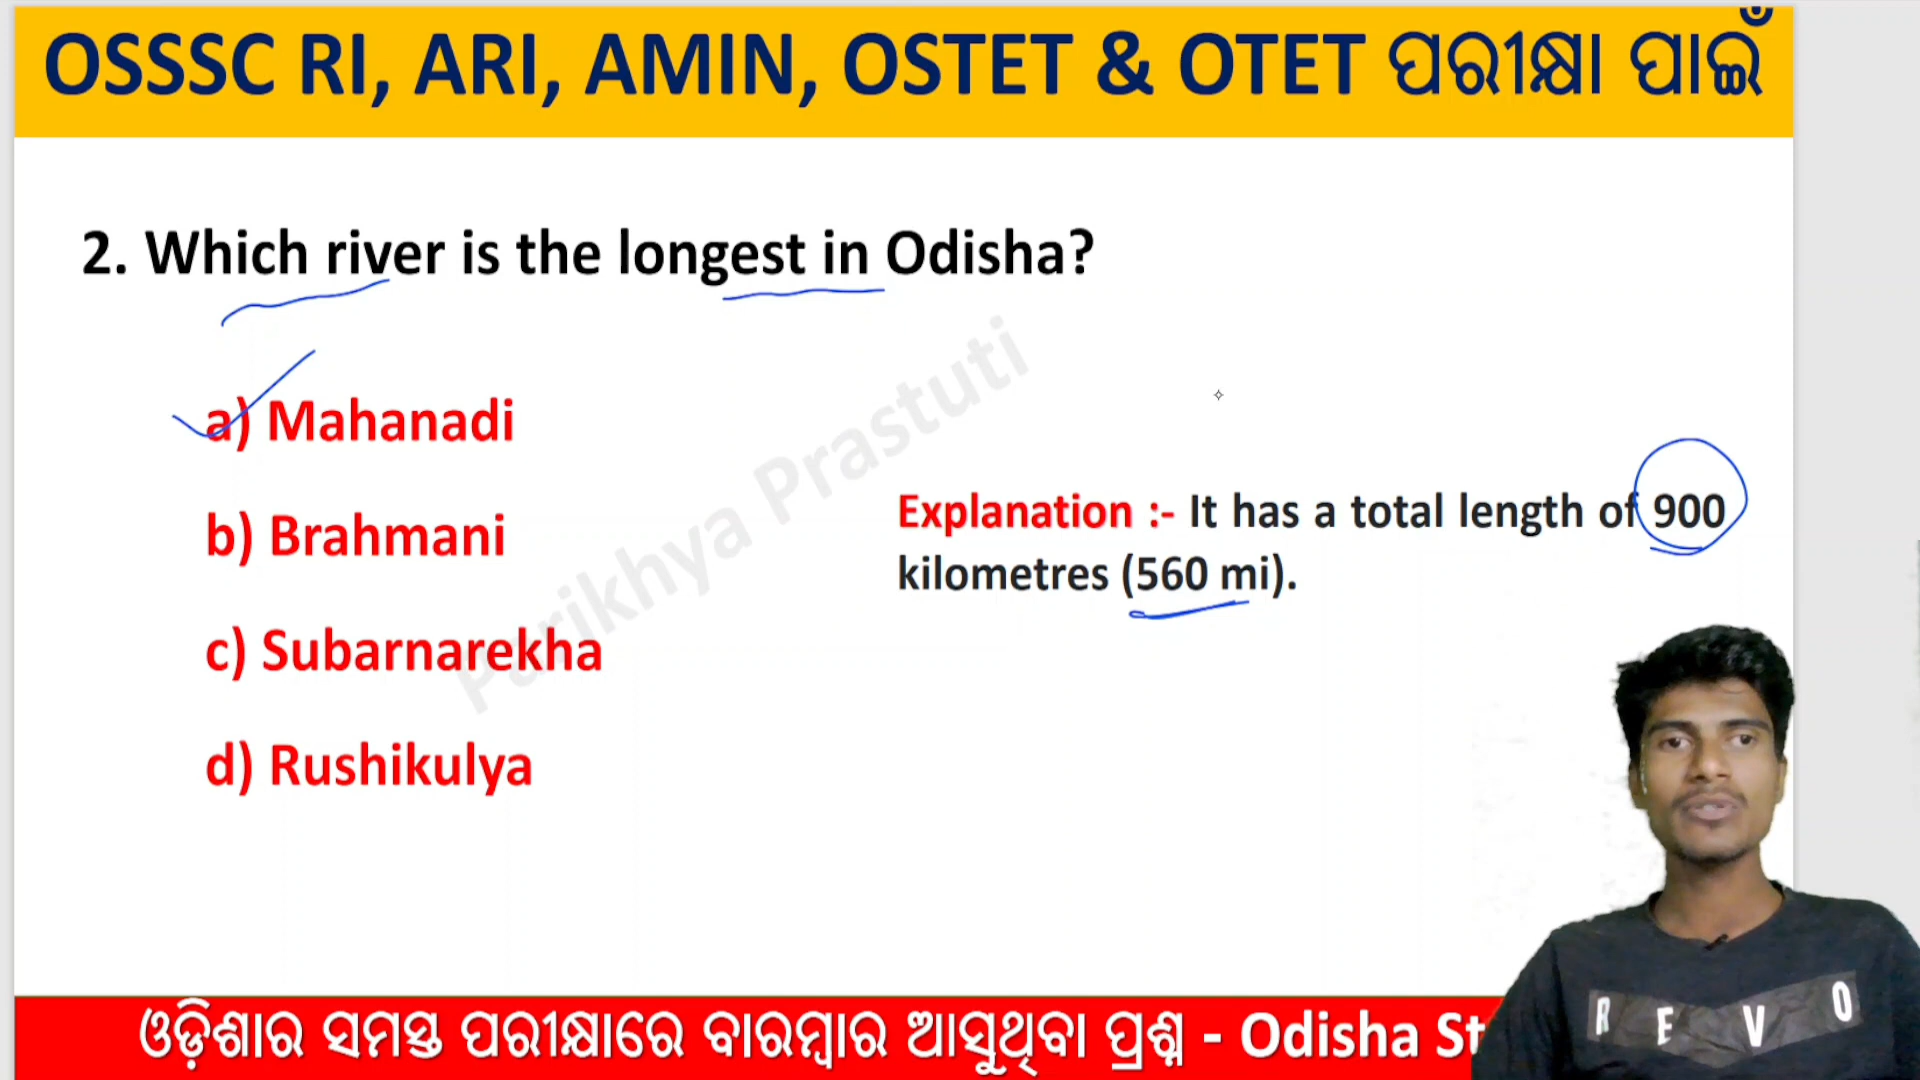 OSSSC RI, ARI, AMIN, OSTET & OTET ପରୀକ୍ଷା ପାଇଁ
2. Which river is the longest in Odisha?
a) Mahanadi
b) Brahmani
c) Subarnarekha
d) Rushikulya
Explanation :- It has a total length of 900
kilometres (560 mi).
Parikhya Prastuti
REVO
ଓଡ଼ିଶାର ସମସ୍ତ ପରୀକ୍ଷାରେ ବାରମ୍ବାର ଆସୁଥିବା ପ୍ରଶ୍ନ - Odisha St